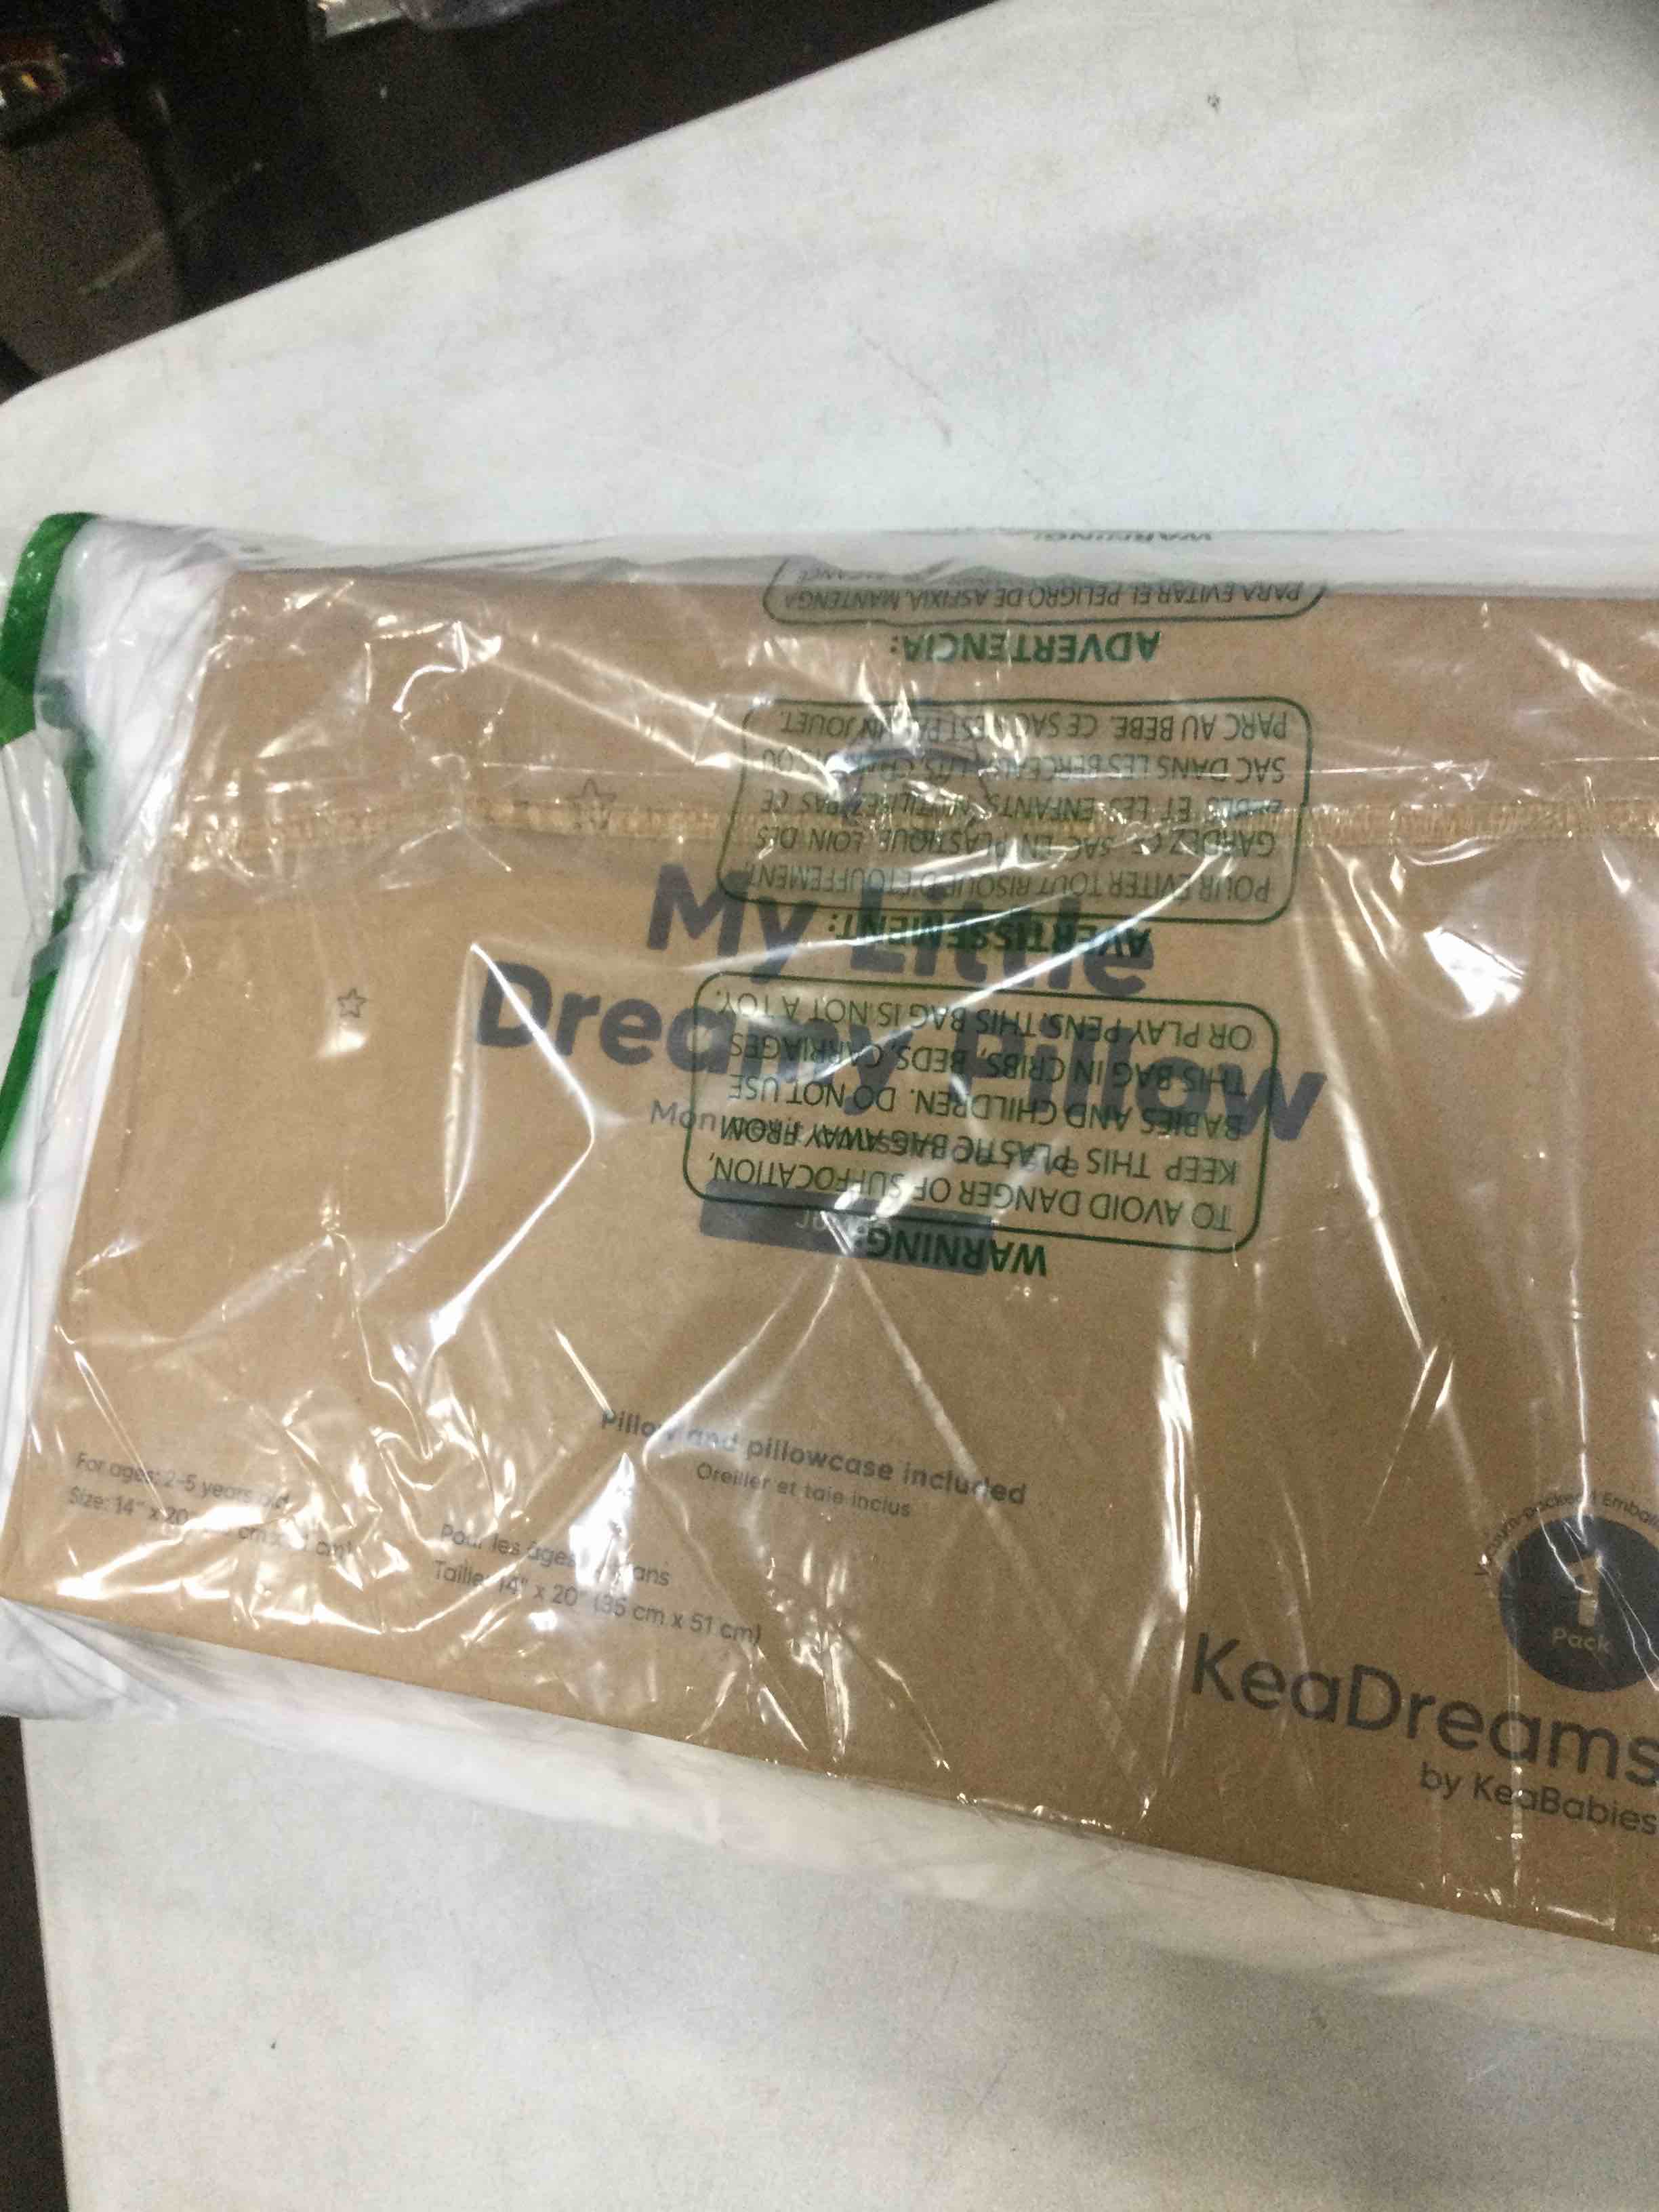 My Little
Dreamy Pillow
Mon
Pillow and pillowcase included
Oreiller et taie inclus
For ages: 2-5 years old
Size: 14" x 20"
Pour les âges ans
Taille: 14" x 20" (35 cm x 51 cm)
1
Pack
KeaDreams
by KeaBabies
WARNING:
TO AVOID DANGER OF SUFFOCATION,
KEEP THIS PLASTIC BAG AWAY FROM
BABIES AND CHILDREN. DO NOT USE
THIS BAG IN CRIBS, BEDS, CARRIAGES
OR PLAY PENS. THIS BAG IS NOT A TOY.
AVERTISSEMENT:
POUR EVITER TOUT RISQUE D'ETOUFFEMENT,
GARDEZ CE SAC EN PLASTIQUE LOIN DES
BEBES ET LES ENFANTS. N'UTILISEZ PAS CE
SAC DANS LES BERCEAUX, LITS, OU
PARC AU BEBE. CE SAC N'EST PAS UN JOUET.
ADVERTENCIA:
PARA EVITAR EL PELIGRO DE ASFIXIA, MANTENGA
WARNING: